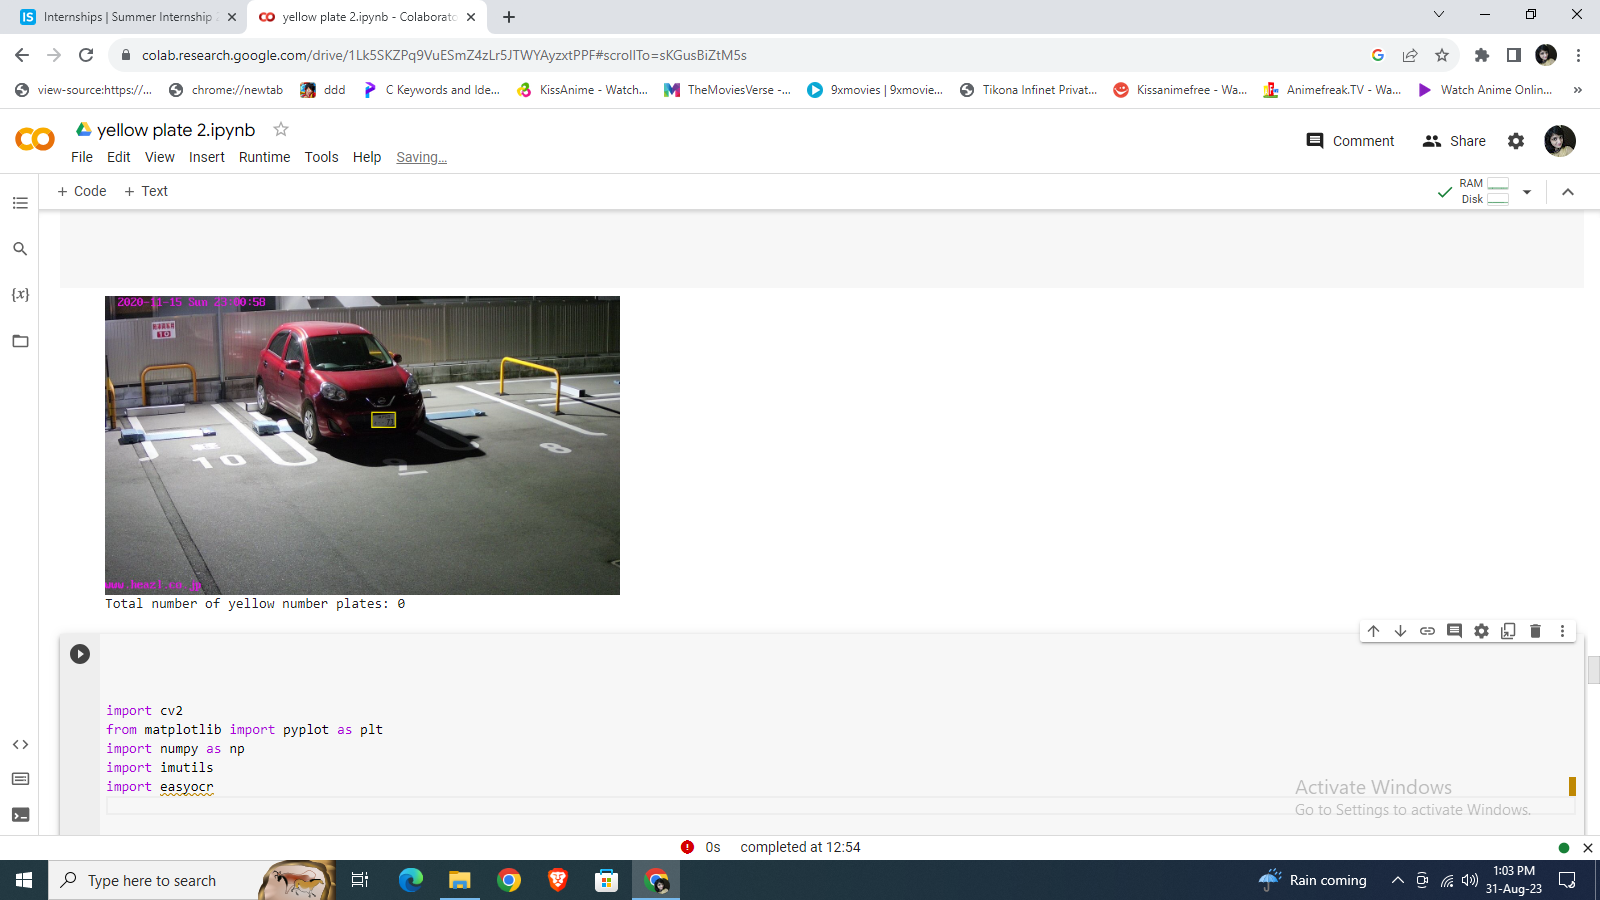 Internships | Summer Internship
yellow plate 2.ipynb - Colaborato
colab.research.google.com/drive/1Lk5SKZPq9VuESmZ4zLr5JTWYAyzxtPPF#scrollTo=sKGusBiZtM5s
view-source:https://...
chrome://newtab
ddd
C Keywords and Ide...
KissAnime - Watch...
TheMoviesVerse -...
9xmovies | 9xmovie...
Tikona Infinet Privat...
Kissanimefree - Wa...
Animefreak.TV - Wa...
Watch Anime Onlin...
»
yellow plate 2.ipynb
File Edit View Insert Runtime Tools Help Saving...
Comment
Share
+ Code + Text
RAM
Disk
{x}
2020-11-15 Sun
10
10
8
Total number of yellow number plates: 0
import cv2
from matplotlib import pyplot as plt
import numpy as np
import imutils
import easyocr
Activate Windows
Go to Settings to activate Windows.
0s completed at 12:54
Type here to search
Rain coming
1:03 PM
31-Aug-23